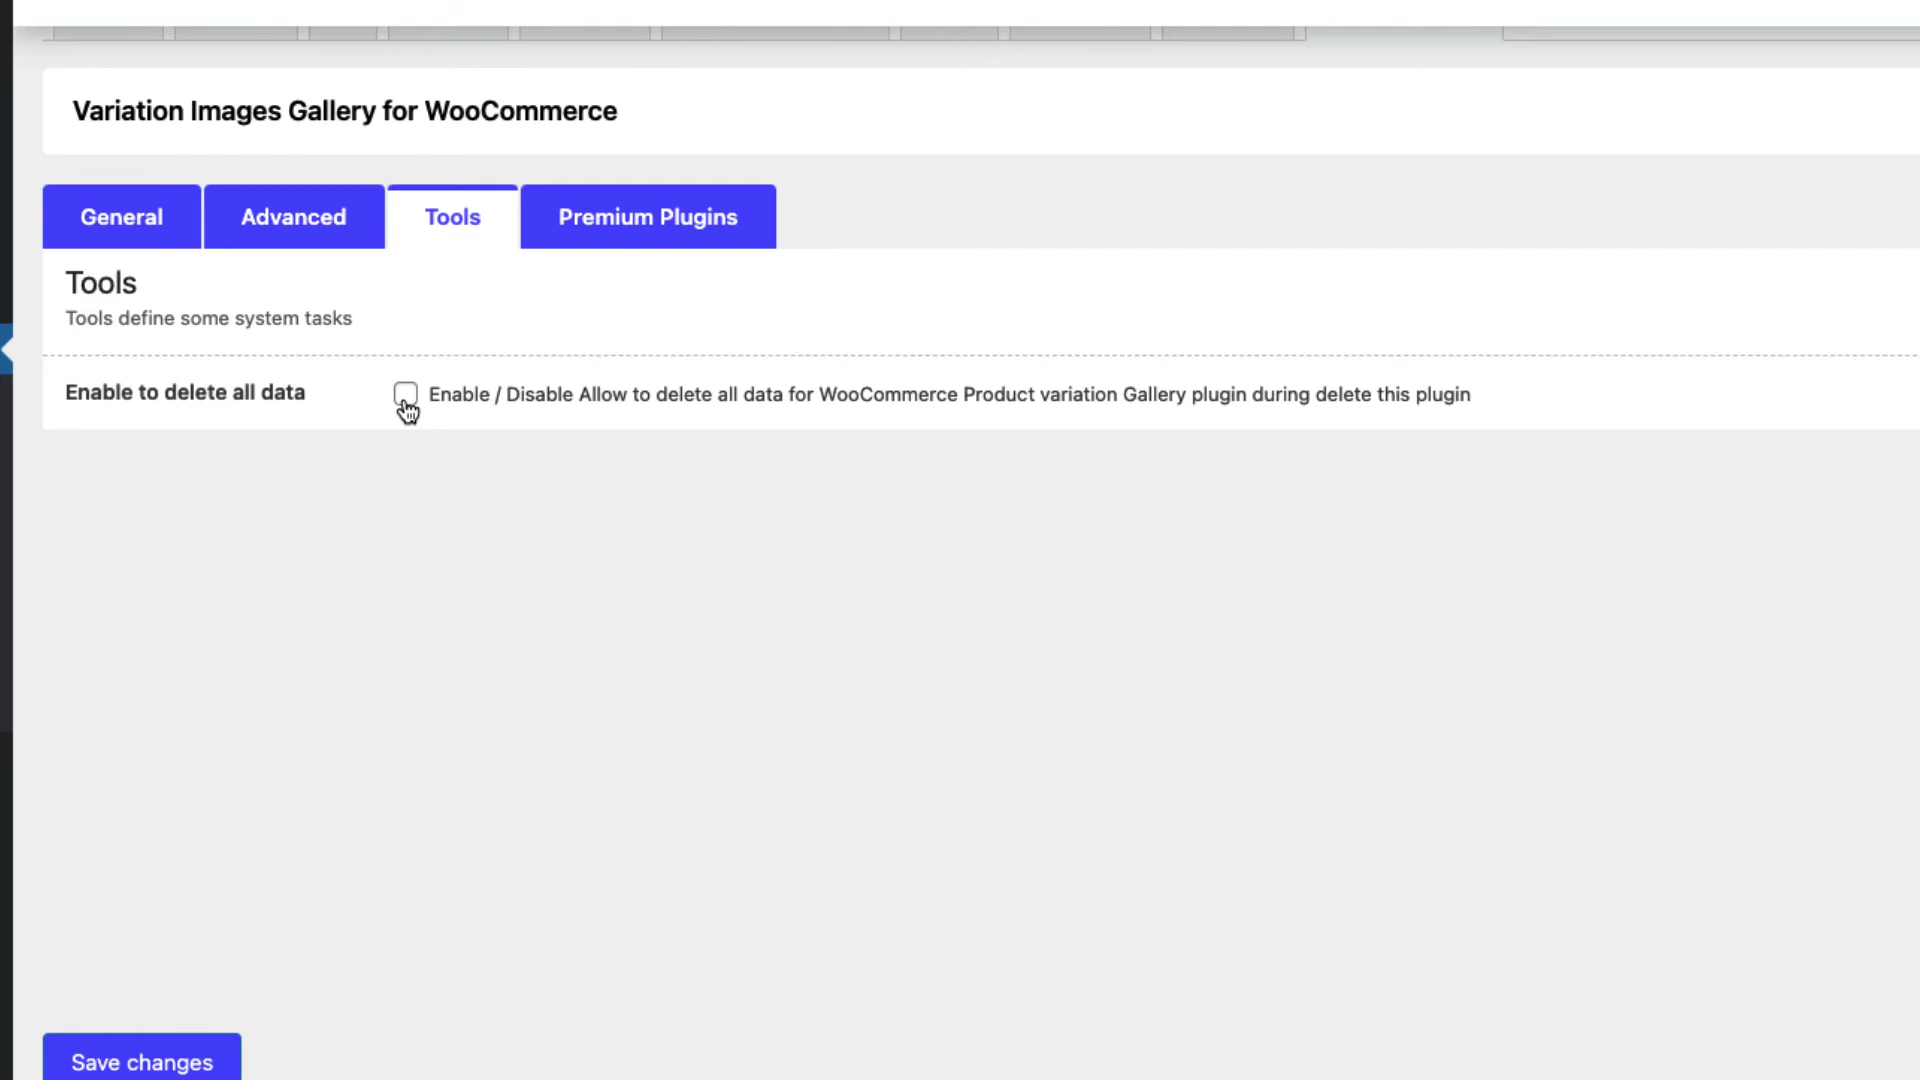 Variation Images Gallery for WooCommerce
General Advanced Tools Premium Plugins
Tools
Tools define some system tasks
Enable to delete all data Enable / Disable Allow to delete all data for WooCommerce Product variation Gallery plugin during delete this plugin
Save changes